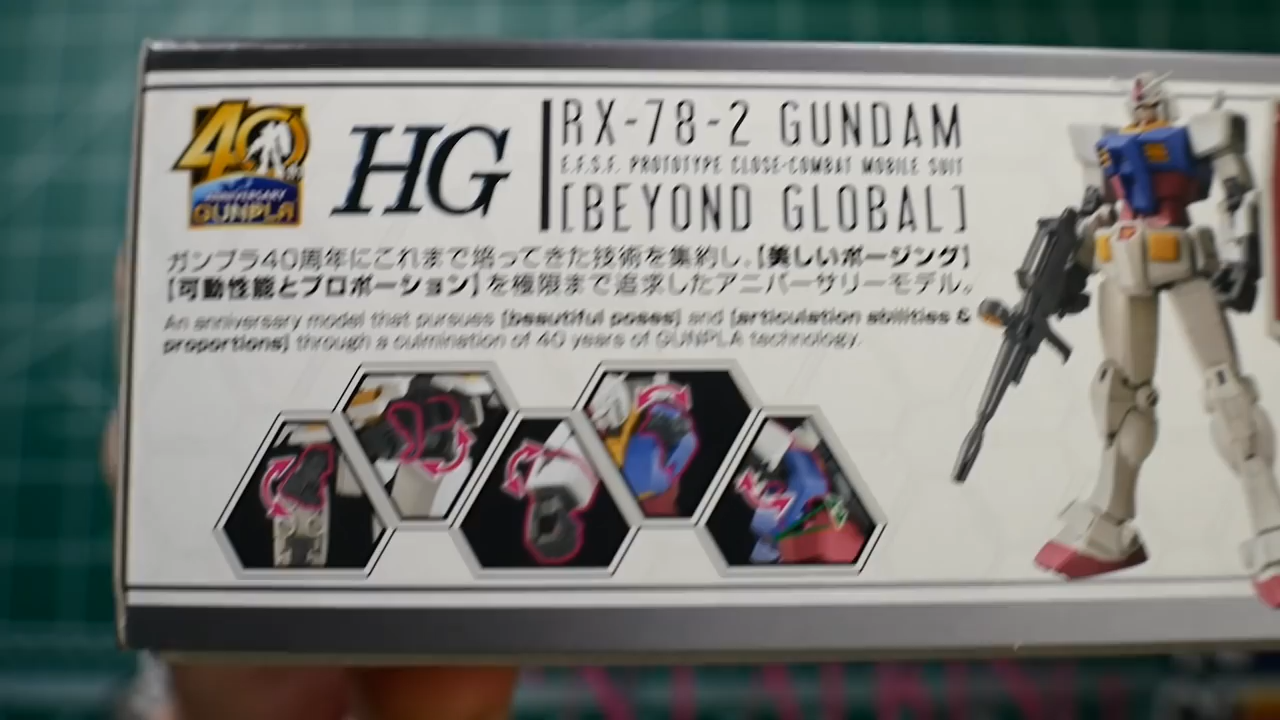 40th
ANNIVERSARY
GUNPLA
HG
RX-78-2 GUNDAM
E.F.S.F. PROTOTYPE CLOSE-COMBAT MOBILE SUIT
[BEYOND GLOBAL]
ガンプラ40周年にこれまで培ってきた技術を集約し、【美しいポージング】
【可動性能とプロポーション】を極限まで追求したアニバーサリーモデル。
An anniversary model that pursues [beautiful poses] and [articulation abilities &
proportions] through a culmination of 40 years of GUNPLA technology.